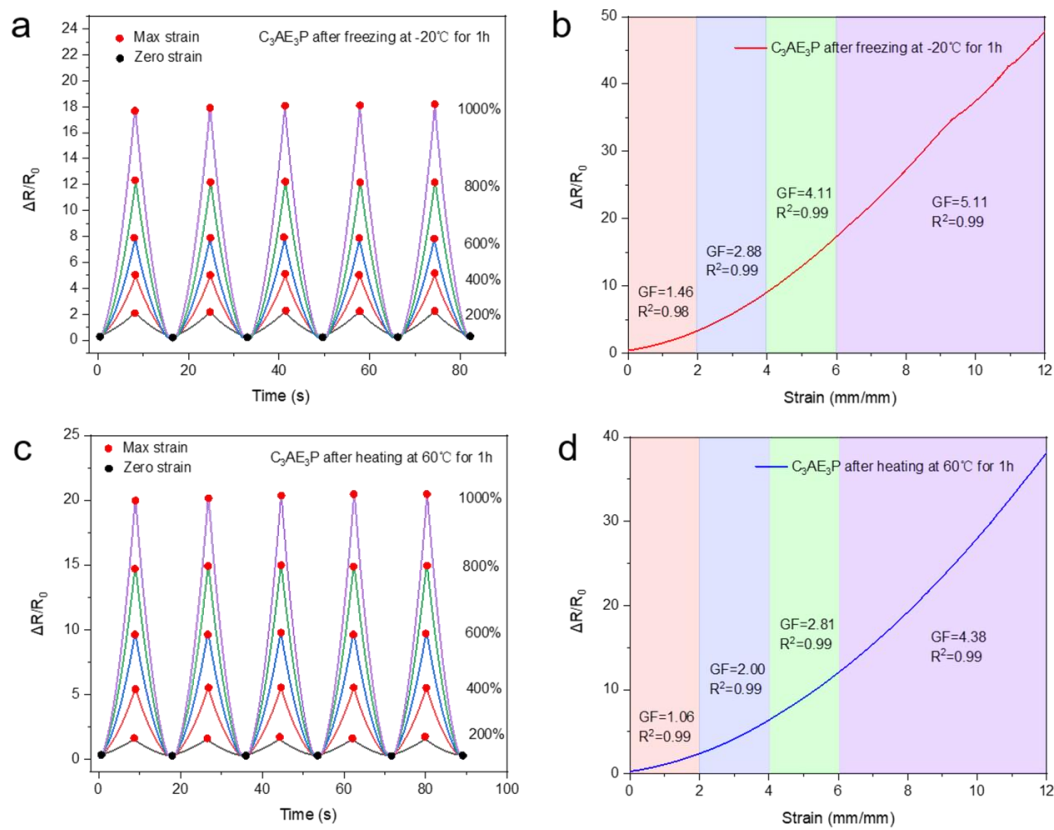 a
Max strain
Zero strain
C₃AE₃P after freezing at -20℃ for 1h
24
22
20
18
16
14
12
10
8
6
4
2
0
ΔR/R₀
1000%
800%
600%
400%
200%
0 20 40 60 80
Time (s)
b
C₃AE₃P after freezing at -20℃ for 1h
50
40
30
20
10
0
ΔR/R₀
GF=1.46
R²=0.98
GF=2.88
R²=0.99
GF=4.11
R²=0.99
GF=5.11
R²=0.99
0 2 4 6 8 10 12
Strain (mm/mm)
c
Max strain
Zero strain
C₃AE₃P after heating at 60℃ for 1h
25
20
15
10
5
0
ΔR/R₀
1000%
800%
600%
400%
200%
0 20 40 60 80 100
Time (s)
d
C₃AE₃P after heating at 60℃ for 1h
40
30
20
10
0
ΔR/R₀
GF=1.06
R²=0.99
GF=2.00
R²=0.99
GF=2.81
R²=0.99
GF=4.38
R²=0.99
0 2 4 6 8 10 12
Strain (mm/mm)